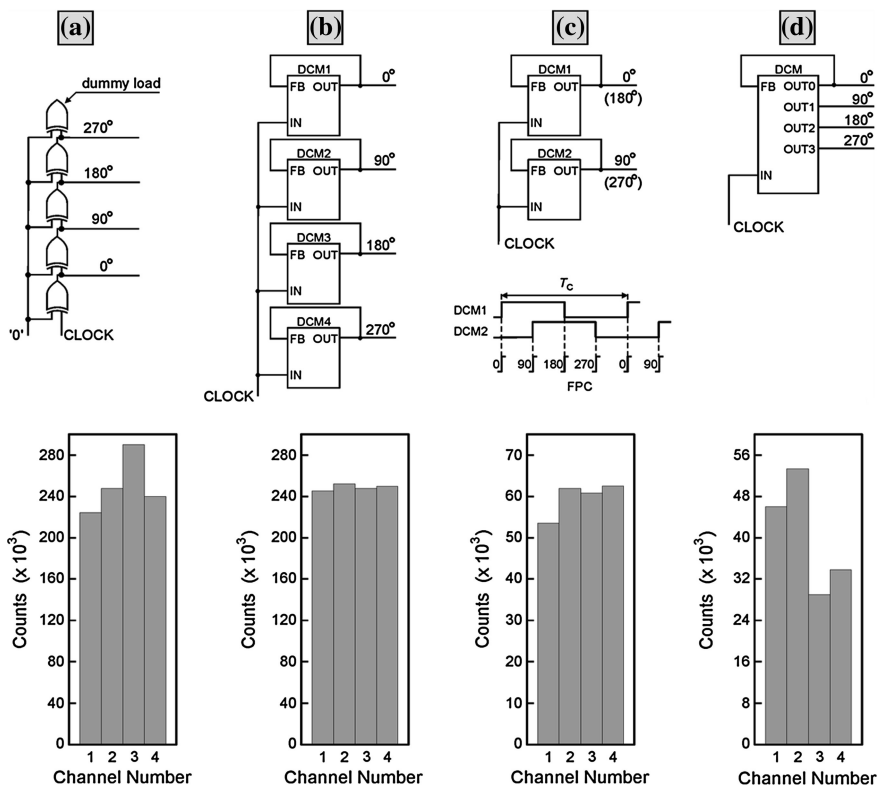 (a)
dummy load
270°
180°
90°
0°
'0'
CLOCK
(b)
DCM1
FB OUT
0°
IN
DCM2
FB OUT
90°
IN
DCM3
FB OUT
180°
IN
DCM4
FB OUT
270°
IN
CLOCK
(c)
DCM1
FB OUT
0°
(180°)
IN
DCM2
FB OUT
90°
(270°)
IN
CLOCK
TC
DCM1
DCM2
0 90 180 270 0 90
FPC
(d)
DCM
FB OUT0
0°
OUT1
90°
OUT2
180°
OUT3
270°
IN
CLOCK
Counts (x 10³)
280
240
200
160
120
80
40
0
1 2 3 4
Channel Number
Counts (x 10³)
280
240
200
160
120
80
40
0
1 2 3 4
Channel Number
Counts (x 10³)
70
60
50
40
30
20
10
0
1 2 3 4
Channel Number
Counts (x 10³)
56
48
40
32
24
16
8
0
1 2 3 4
Channel Number